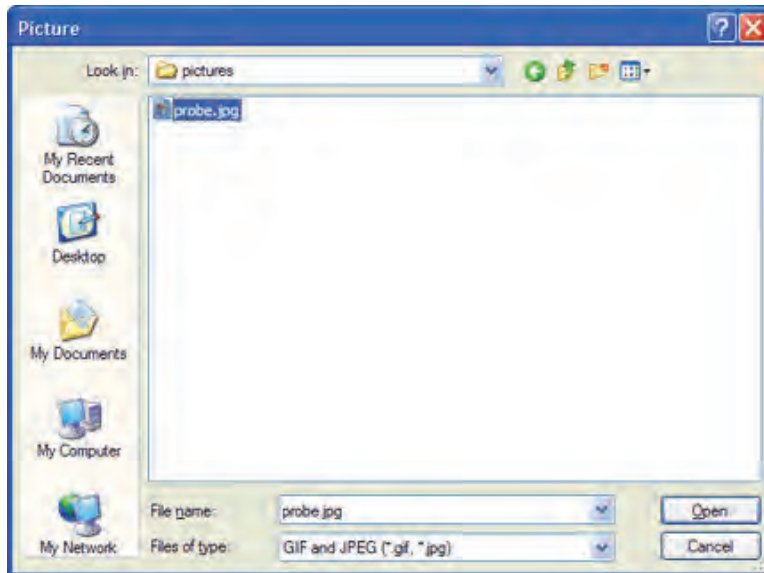 Picture
Look in: pictures
probe.jpg
My Recent
Documents
Desktop
My Documents
My Computer
My Network
File name: probe.jpg Open
Files of type: GIF and JPEG (*.gif, *.jpg) Cancel